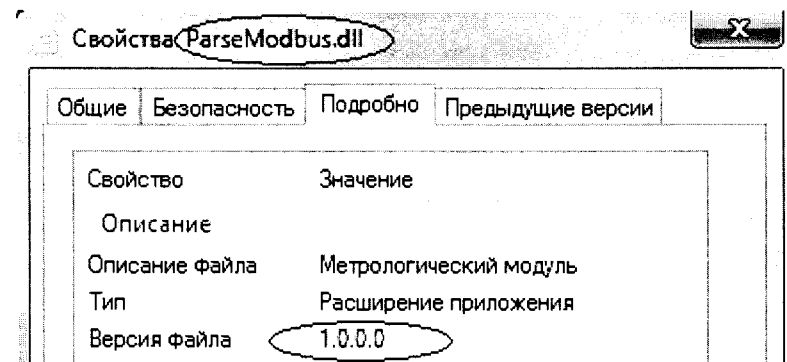 Свойства ParseModbus.dll
Общие Безопасность Подробно Предыдущие версии
Свойство Значение
Описание
Описание файла Метрологический модуль
Тип Расширение приложения
Версия файла 1.0.0.0